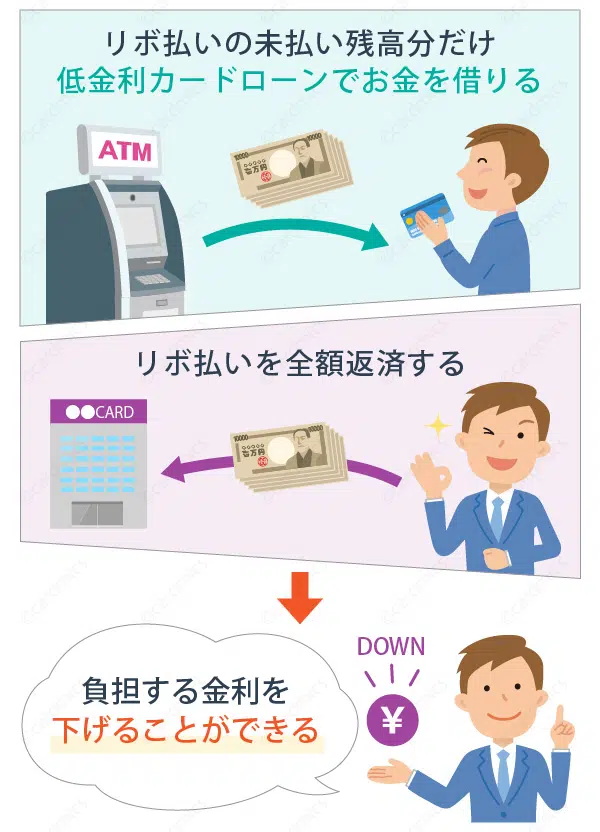 リボ払いの未払い残高分だけ
低金利カードローンでお金を借りる
ATM
10000
10000
壱万円
リボ払いを全額返済する
●●CARD
10000
10000
壱万円
負担する金利を
下げることができる
DOWN
¥